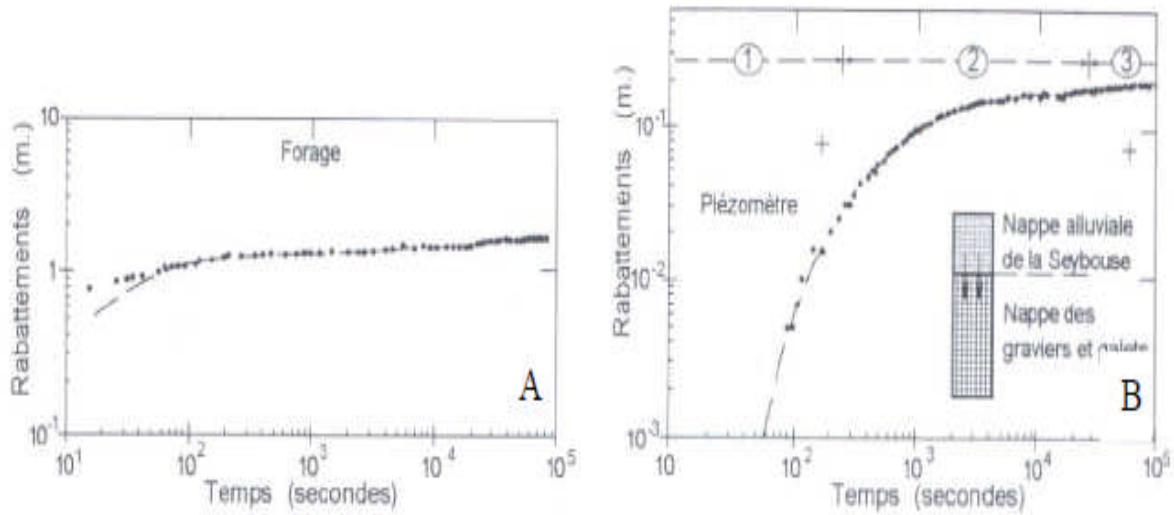 10
Rabattements (m.)
Forage
1
A
10⁻¹
10¹
10²
10³
10⁴
10⁵
Temps (secondes)
B
1
2
3
Rabattements (m.)
10⁻¹
Piézomètre
Nappe alluviale
de la Seybouse
10⁻²
Nappe des
graviers et
10⁻³
10
10²
10³
10⁴
10⁵
Temps (secondes)